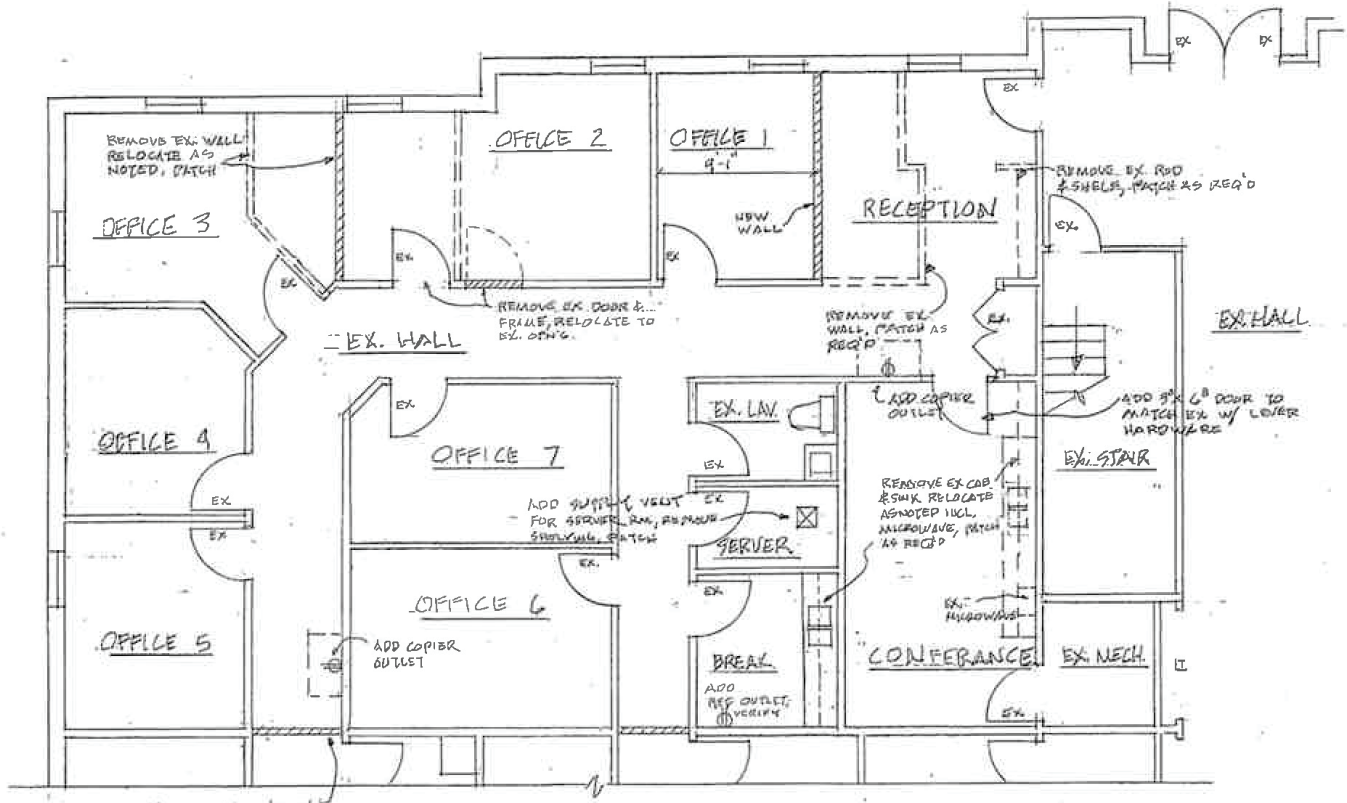 EX
EX
EX
REMOVE EX. WALL
RELOCATE AS
NOTED, PATCH
OFFICE 2
OFFICE 1
9'-1"
REMOVE EX. ROD
& SHELF, PATCH AS REQ'D
OFFICE 3
NEW
WALL
RECEPTION
EX.
EX.
EX
EX
REMOVE EX. DOOR &
FRAME, RELOCATE TO
EX. OPN'G.
REMOVE EX.
WALL, PATCH AS
REQ'D
EX.
EX. HALL
EX. HALL
ADD COPIER
OUTLET
ADD 3⁰ X 6⁸ DOOR TO
MATCH EX W/ LEVER
HARDWARE
EX
EX. LAV.
OFFICE 4
OFFICE 7
EX
EX. STAIR
REMOVE EX CAB
& SINK RELOCATE
AS NOTED INCL.
MICROWAVE, PATCH
AS REQ'D
EX
ADD SUPPLY & VENT
FOR SERVER RM, REMOVE
SHELVING, PATCH
EX
SERVER
EX
EX.
EX
OFFICE 6
EX.
MICROWAVE
OFFICE 5
ADD COPIER
OUTLET
BREAK
CONFERANCE
EX. MECH.
ADD
REF OUTLET,
VERIFY
EX.